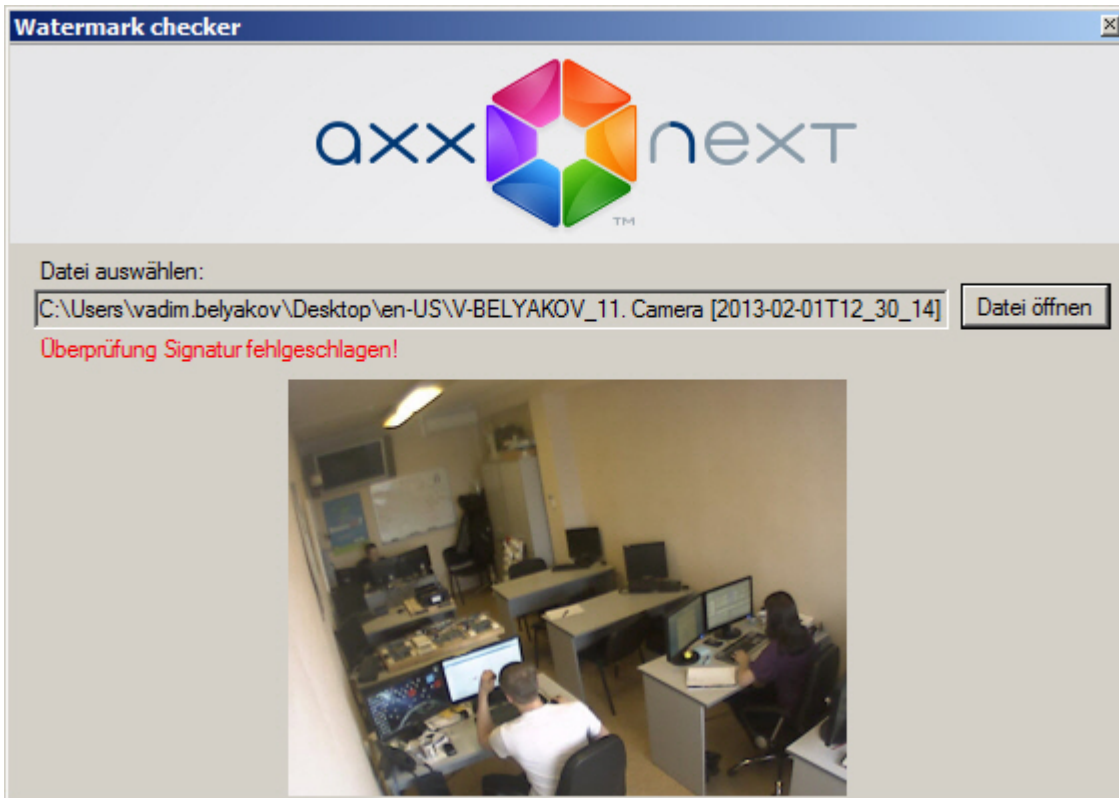 Watermark checker
axx next
TM
Datei auswählen:
C:\Users\vadim.belyakov\Desktop\en-US\V-BELYAKOV_11. Camera [2013-02-01T12_30_14]
Datei öffnen
Überprüfung Signatur fehlgeschlagen!